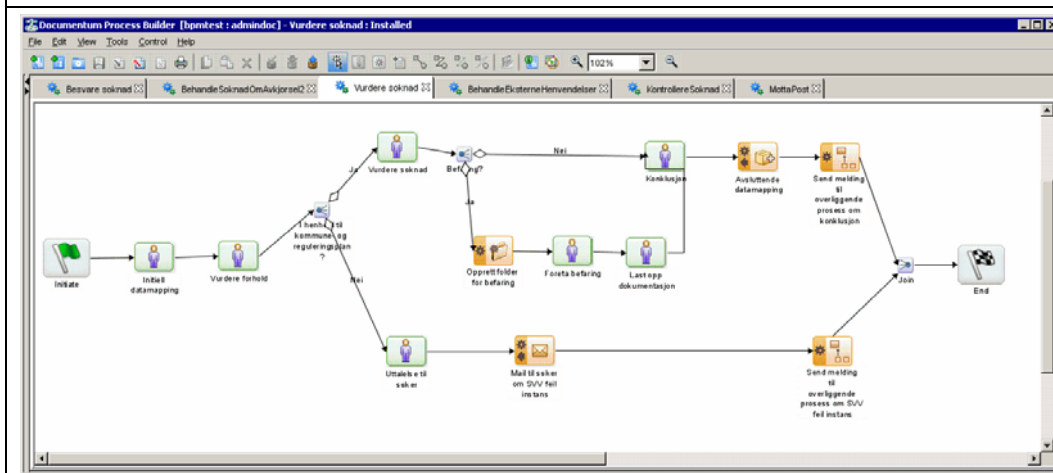 Documentum Process Builder [bpmtest : admindoc] - Vurdere soknad : Installed
File Edit View Tools Control Help
102%
Besvare soknad
BehandleSoknadOmAvkjorsel2
Vurdere soknad
BehandleEksterneHenvendelser
KontrollereSoknad
MottaPost
Initiate
Initiell
datamapping
Vurdere forhold
I henhold til
kommune- og
reguleringsplan
?
Ja
Nei
Vurdere soknad
Befaring?
Nei
Ja
Konklusjon
Avsluttende
datamapping
Send melding
til
overliggende
prosess om
konklusjon
Opprett folder
for befaring
Foreta befaring
Last opp
dokumentasjon
Join
End
Uttalelse til
soker
Mail til soker
om SVV feil
instans
Send melding
til
overliggende
prosess om SVV
feil instans